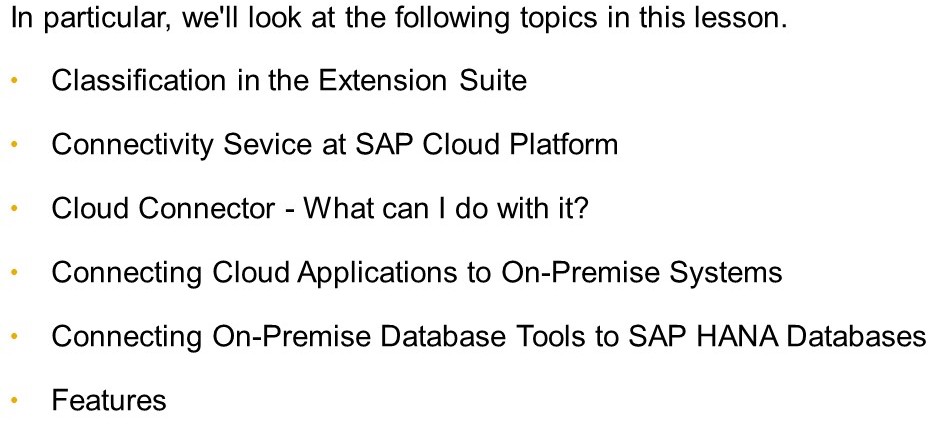 In particular, we'll look at the following topics in this lesson.
• Classification in the Extension Suite
• Connectivity Sevice at SAP Cloud Platform
• Cloud Connector - What can I do with it?
• Connecting Cloud Applications to On-Premise Systems
• Connecting On-Premise Database Tools to SAP HANA Databases
• Features